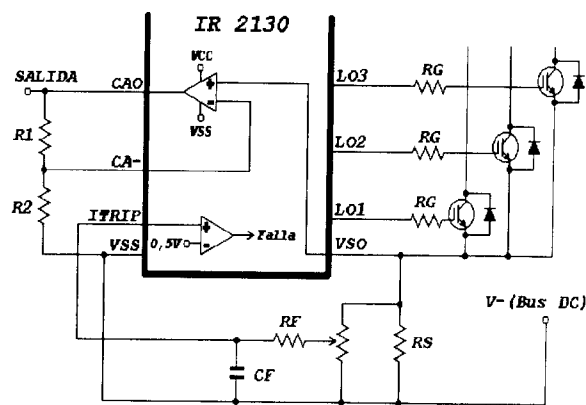 IR 2130
VCC
SALIDA
CAO
+
-
LO3
RG
VSS
R1
CA-
LO2
RG
R2
ITRIP
LO1
RG
+
0,5V
-
Falla
VSS
VSO
V-(Bus DC)
RF
RS
CF